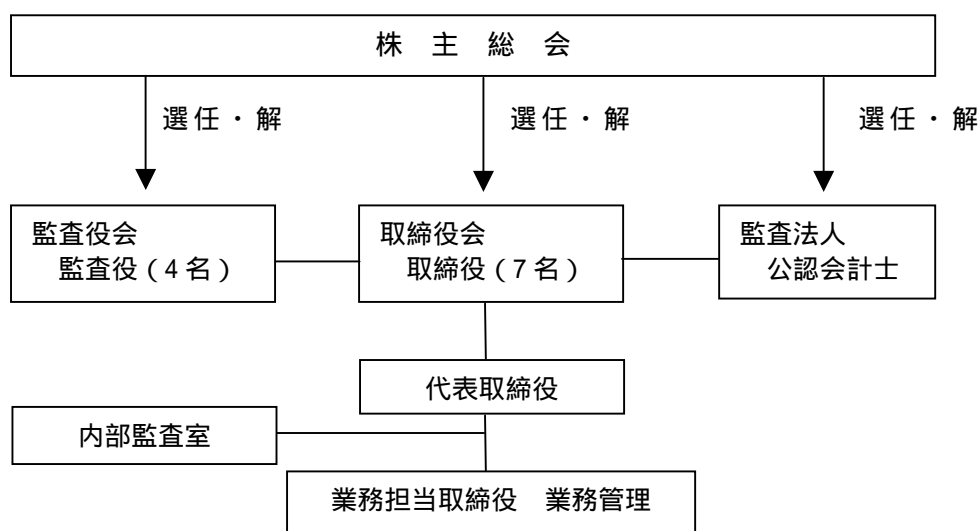 株 主 総 会
選任・解
選任・解
選任・解
監査役会
監査役（4名）
取締役会
取締役（7名）
監査法人
公認会計士
代表取締役
内部監査室
業務担当取締役 業務管理